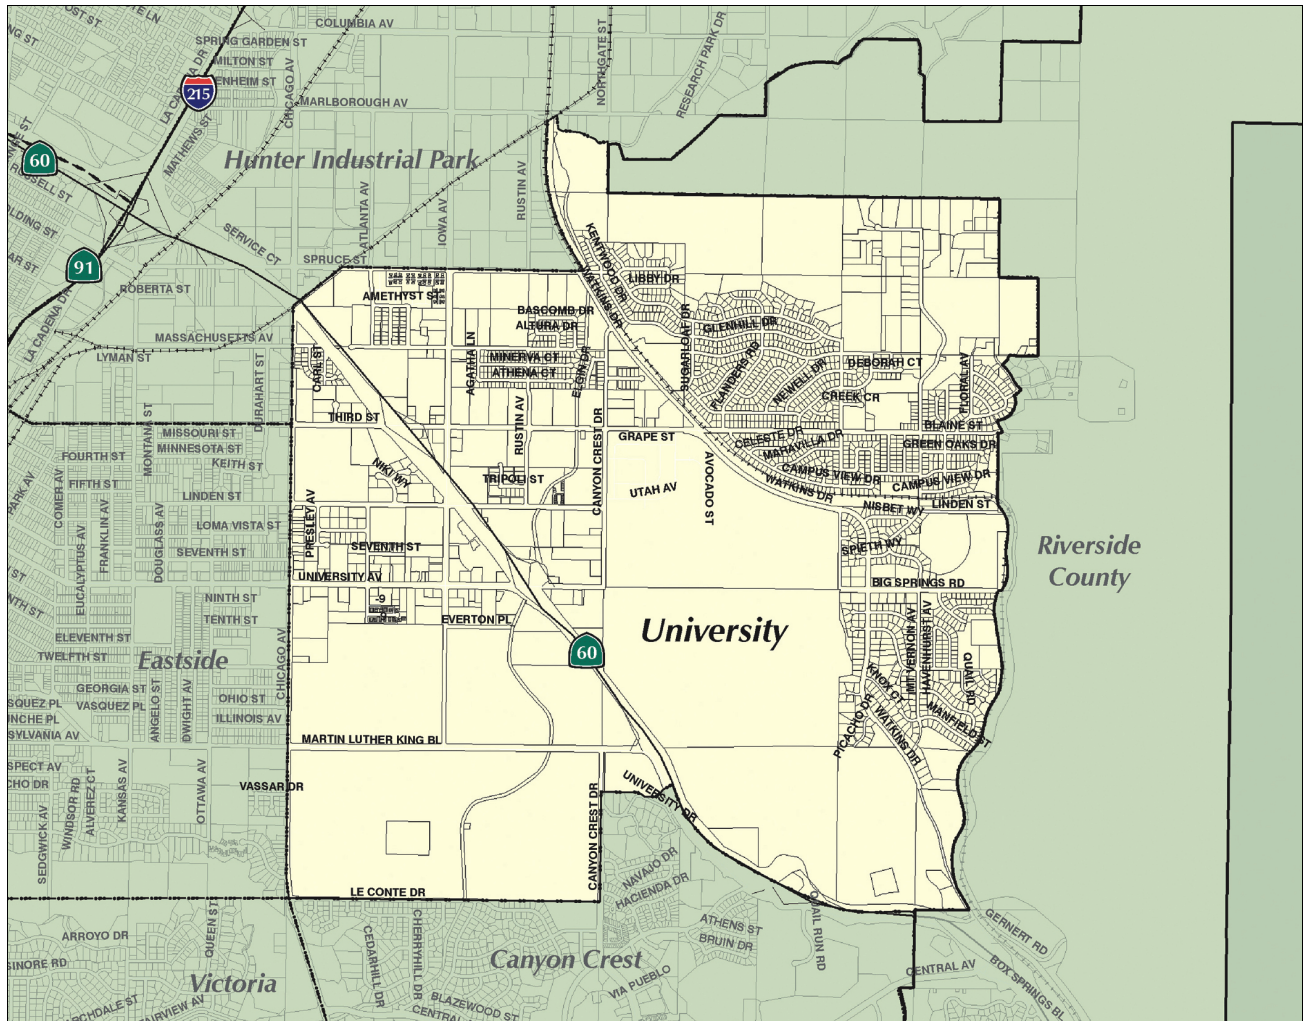 COLUMBIA AV
SPRING GARDEN ST
MILTON ST
MARLBOROUGH AV
LA CADENA DR
CHICAGO AV
NORTHGATE ST
RESEARCH PARK DR
215
60
MATHEWS ST
Hunter Industrial Park
RUSSELL ST
ATLANTA AV
IOWA AV
RUSTIN AV
SERVICE CT
SPRUCE ST
91
ROBERTA ST
LA CADENA DR
MASSACHUSETTS AV
LYMAN ST
DURAHART ST
KENTWOOD DR
WATKINS DR
LIBBY DR
AMETHYST ST
BASCOMB DR
ALTURA DR
GLENHILL DR
SUGARLOAF DR
CARL ST
AGATHA LN
MINERVA CT
ATHENA CT
ELGIN DR
FLANDERS RD
NEWELL DR
DEBORAH CT
CREEK CR
FLORAL AV
THIRD ST
RUSTIN AV
CANYON CREST DR
GRAPE ST
CELESTE DR
MARAVILLA DR
BLAINE ST
GREEN OAKS DR
MISSOURI ST
MINNESOTA ST
MONTANA ST
KEITH ST
FOURTH ST
FIFTH ST
LINDEN ST
PARK AV
COMER AV
FRANKLIN AV
EUCALYPTUS AV
DOUGLASS AV
LOMA VISTA ST
SEVENTH ST
NIKI WY
TRIPOLI ST
UTAH AV
AVOCADO ST
CAMPUS VIEW DR
CAMPUS VIEW DR
WATKINS DR
LINDEN ST
NISBET WY
PRESLEY AV
SEVENTH ST
SPIETH WY
Riverside
County
UNIVERSITY AV
BIG SPRINGS RD
NINTH ST
TENTH ST
EVERTON PL
University
60
ELEVENTH ST
TWELFTH ST
Eastside
CHICAGO AV
MT VERNON AV
HAVENHURST AV
QUAIL RD
KNOX CT
GEORGIA ST
VASQUEZ PL
ANGELO ST
DWIGHT AV
OHIO ST
ILLINOIS AV
PICACHO DR
WATKINS DR
MANFIELD ST
MARTIN LUTHER KING BL
VASSAR DR
UNIVERSITY DR
SEDGWICK AV
WINDSOR RD
ALVEREZ CT
KANSAS AV
OTTAWA AV
CANYON CREST DR
LE CONTE DR
NAVAJO DR
HACIENDA DR
ATHENS ST
BRUIN DR
QUAIL RUN RD
GERNERT RD
BOX SPRINGS BL
CENTRAL AV
ARROYO DR
QUEEN ST
Victoria
CEDARHILL DR
CHERRYHILL DR
Canyon Crest
VIA PUEBLO
BLAZEWOOD ST